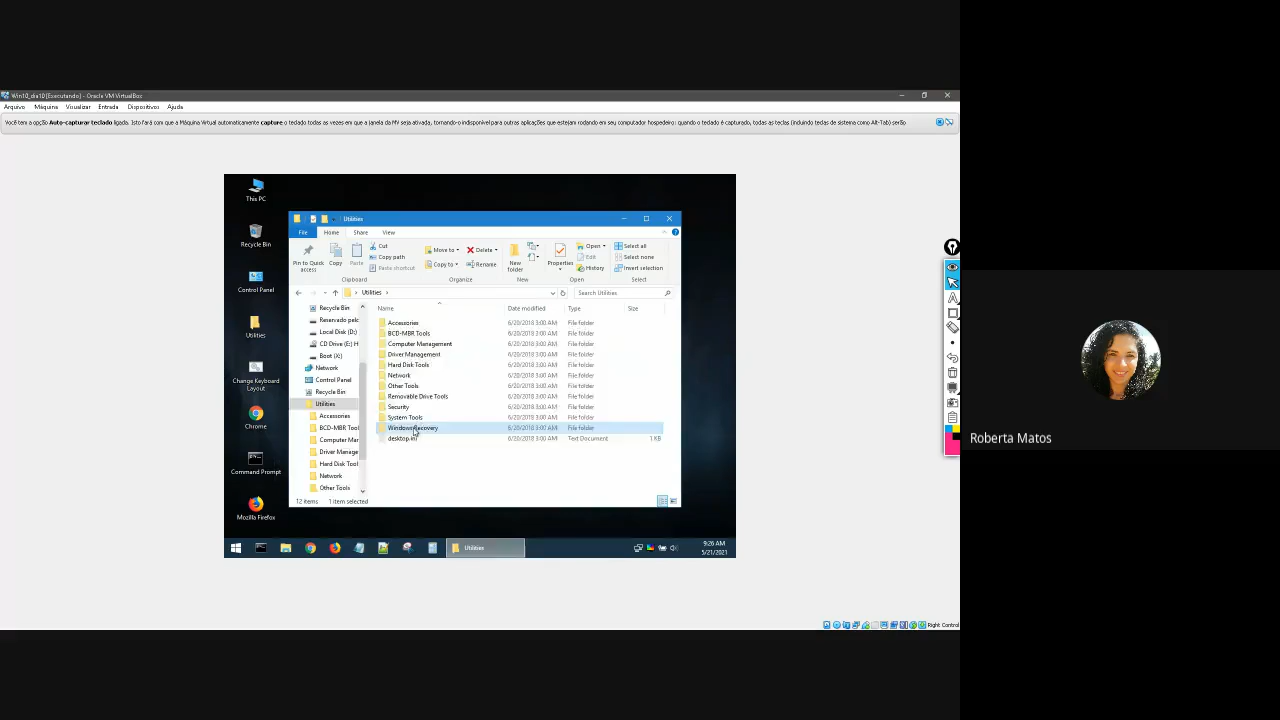 Win10_dia10 [Executando] - Oracle VM VirtualBox
Arquivo Máquina Visualizar Entrada Dispositivos Ajuda
Você tem a opção Auto-capturar teclado ligada. Isto fará com que a Máquina Virtual automaticamente capture o teclado todas as vezes em que a janela da MV seja ativada, tornando-o indisponível para outras aplicações que estejam rodando em seu computador hospedeiro: quando o teclado é capturado, todas as teclas (incluindo teclas de sistema como Alt-Tab) serão
This PC
Recycle Bin
Control Panel
Utilities
Change Keyboard
Layout
Chrome
Command Prompt
Mozilla Firefox
Utilities
File Home Share View
Pin to Quick
access
Copy
Paste
Cut
Copy path
Paste shortcut
Clipboard
Move to
Copy to
Delete
Rename
Organize
New
folder
New
Properties
Open
Edit
History
Open
Select all
Select none
Invert selection
Select
Utilities
Search Utilities
Recycle Bin
Reservado pelo
Local Disk (D:)
CD Drive (E:) H
Boot (X:)
Network
Control Panel
Recycle Bin
Utilities
Accessories
BCD-MBR Tool
Computer Mar
Driver Manage
Hard Disk Tool
Network
Other Tools
Name Date modified Type Size
Accessories 6/20/2018 3:00 AM File folder
BCD-MBR Tools 6/20/2018 3:00 AM File folder
Computer Management 6/20/2018 3:00 AM File folder
Driver Management 6/20/2018 3:00 AM File folder
Hard Disk Tools 6/20/2018 3:00 AM File folder
Network 6/20/2018 3:00 AM File folder
Other Tools 6/20/2018 3:00 AM File folder
Removable Drive Tools 6/20/2018 3:00 AM File folder
Security 6/20/2018 3:00 AM File folder
System Tools 6/20/2018 3:00 AM File folder
Windows Recovery 6/20/2018 3:00 AM File folder
desktop.ini 6/20/2018 3:00 AM Text Document 1 KB
12 items 1 item selected
Utilities
9:26 AM
5/21/2021
Right Control
Roberta Matos